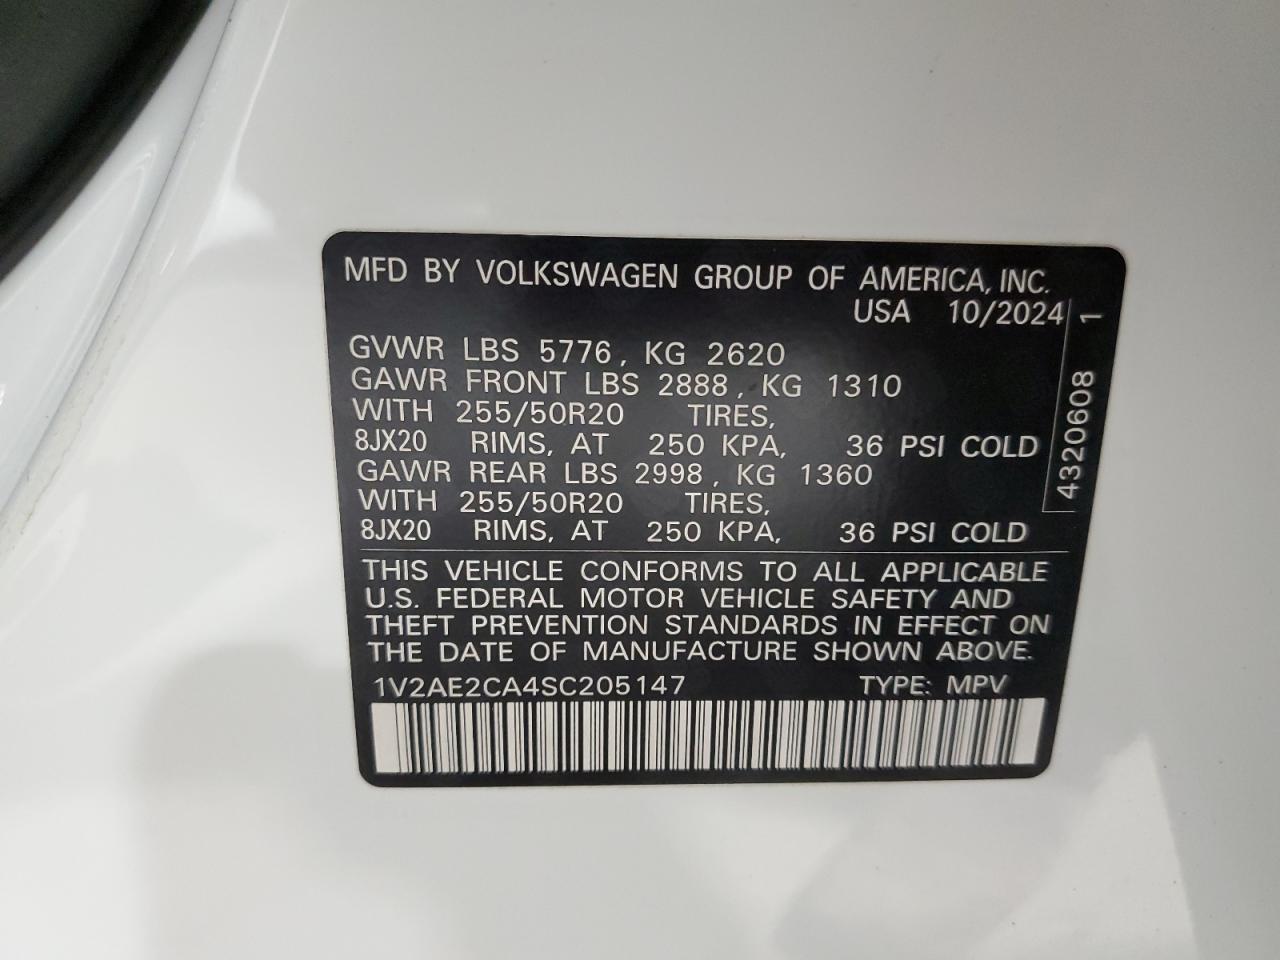 MFD BY VOLKSWAGEN GROUP OF AMERICA, INC.
USA 10/2024
GVWR LBS 5776, KG 2620
GAWR FRONT LBS 2888, KG 1310
WITH 255/50R20 TIRES,
8JX20 RIMS, AT 250 KPA, 36 PSI COLD
GAWR REAR LBS 2998, KG 1360
WITH 255/50R20 TIRES,
8JX20 RIMS, AT 250 KPA, 36 PSI COLD
4320608 1
THIS VEHICLE CONFORMS TO ALL APPLICABLE
U.S. FEDERAL MOTOR VEHICLE SAFETY AND
THEFT PREVENTION STANDARDS IN EFFECT ON
THE DATE OF MANUFACTURE SHOWN ABOVE.
1V2AE2CA4SC205147 TYPE: MPV